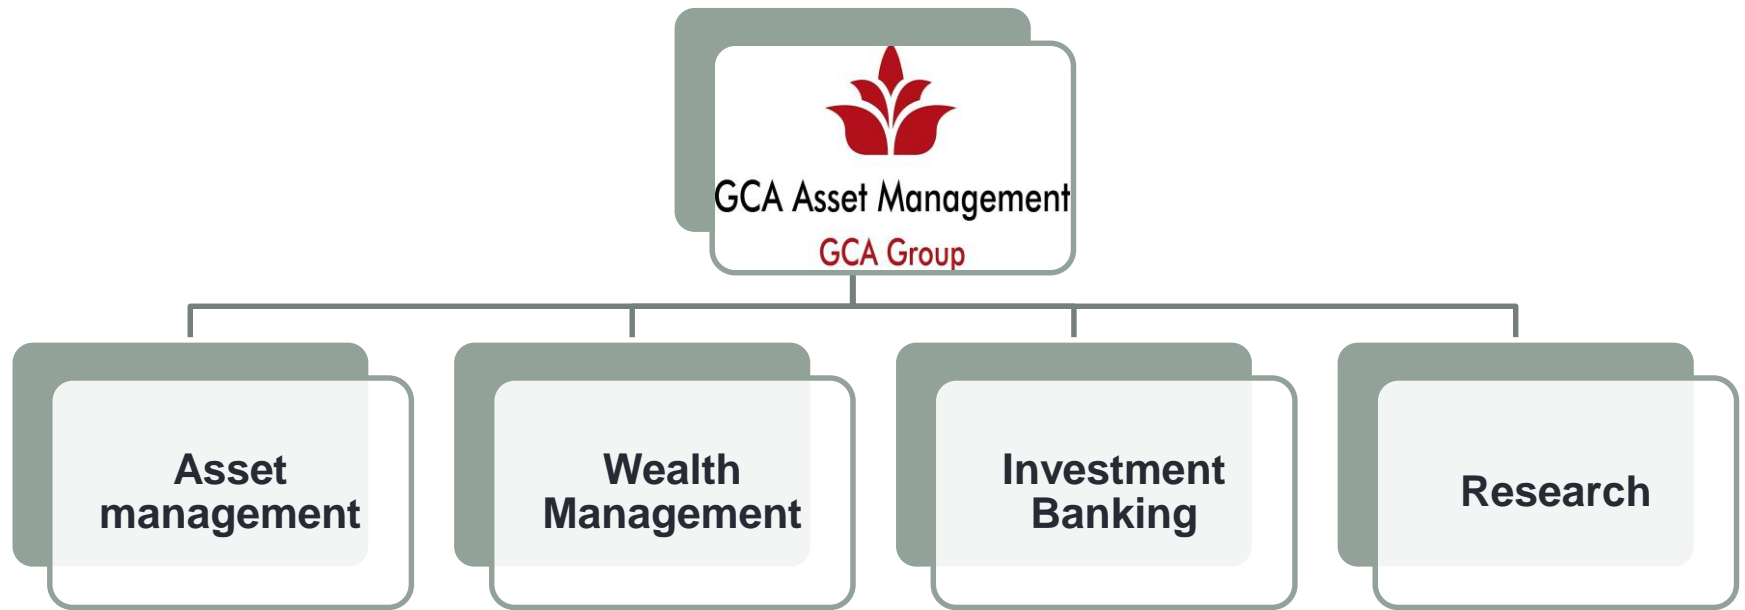 GCA Asset Management
GCA Group
Asset
management
Wealth
Management
Investment
Banking
Research